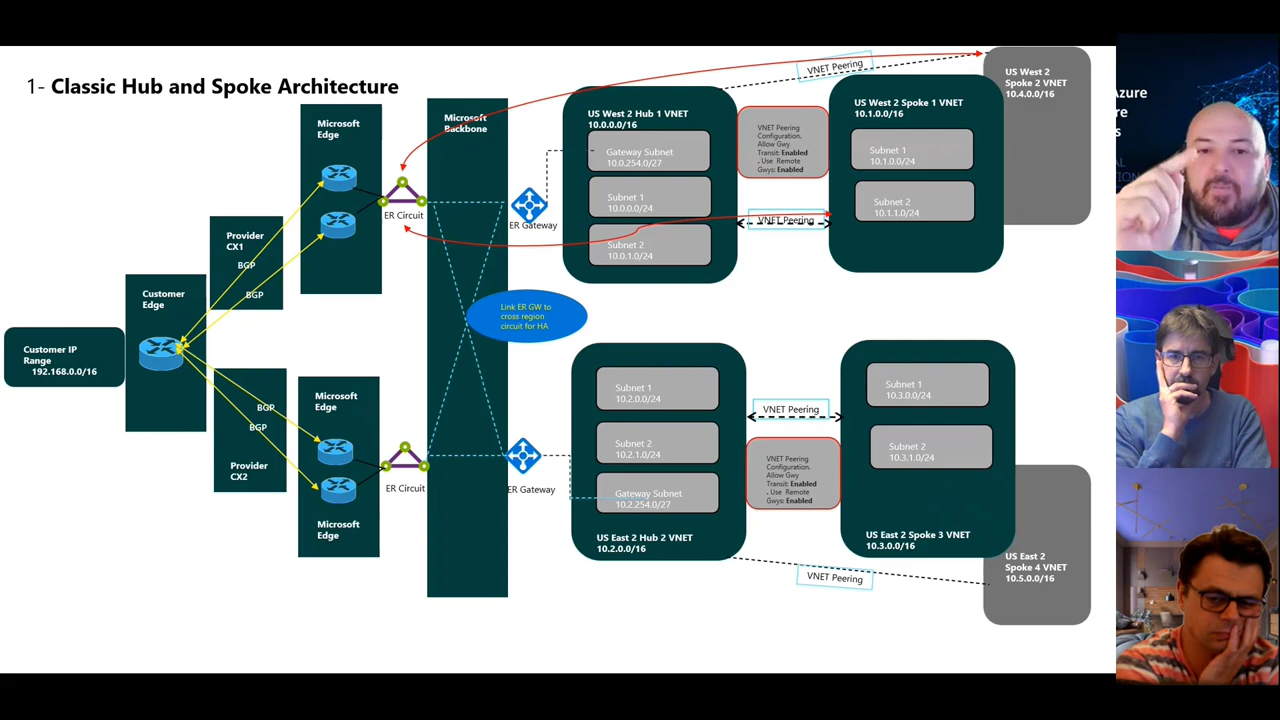 1- Classic Hub and Spoke Architecture
Microsoft
Edge
Microsoft
Backbone
Provider
CX1
BGP
BGP
ER Circuit
Customer
Edge
Customer IP
Range
192.168.0.0/16
Microsoft
Edge
BGP
BGP
Provider
CX2
ER Circuit
Microsoft
Edge
ER Gateway
Link ER GW to
cross region
circuit for HA
ER Gateway
US West 2 Hub 1 VNET
10.0.0.0/16
Gateway Subnet
10.0.254.0/27
Subnet 1
10.0.0.0/24
Subnet 2
10.0.1.0/24
VNET Peering
VNET Peering
Configuration.
Allow Gwy
Transit: Enabled
. Use Remote
Gwys: Enabled
VNET Peering
US West 2 Spoke 1 VNET
10.1.0.0/16
Subnet 1
10.1.0.0/24
Subnet 2
10.1.1.0/24
US West 2
Spoke 2 VNET
10.4.0.0/16
Subnet 1
10.2.0.0/24
Subnet 2
10.2.1.0/24
Gateway Subnet
10.2.254.0/27
US East 2 Hub 2 VNET
10.2.0.0/16
VNET Peering
VNET Peering
Configuration.
Allow Gwy
Transit: Enabled
. Use Remote
Gwys: Enabled
VNET Peering
Subnet 1
10.3.0.0/24
Subnet 2
10.3.1.0/24
US East 2 Spoke 3 VNET
10.3.0.0/16
US East 2
Spoke 4 VNET
10.5.0.0/16